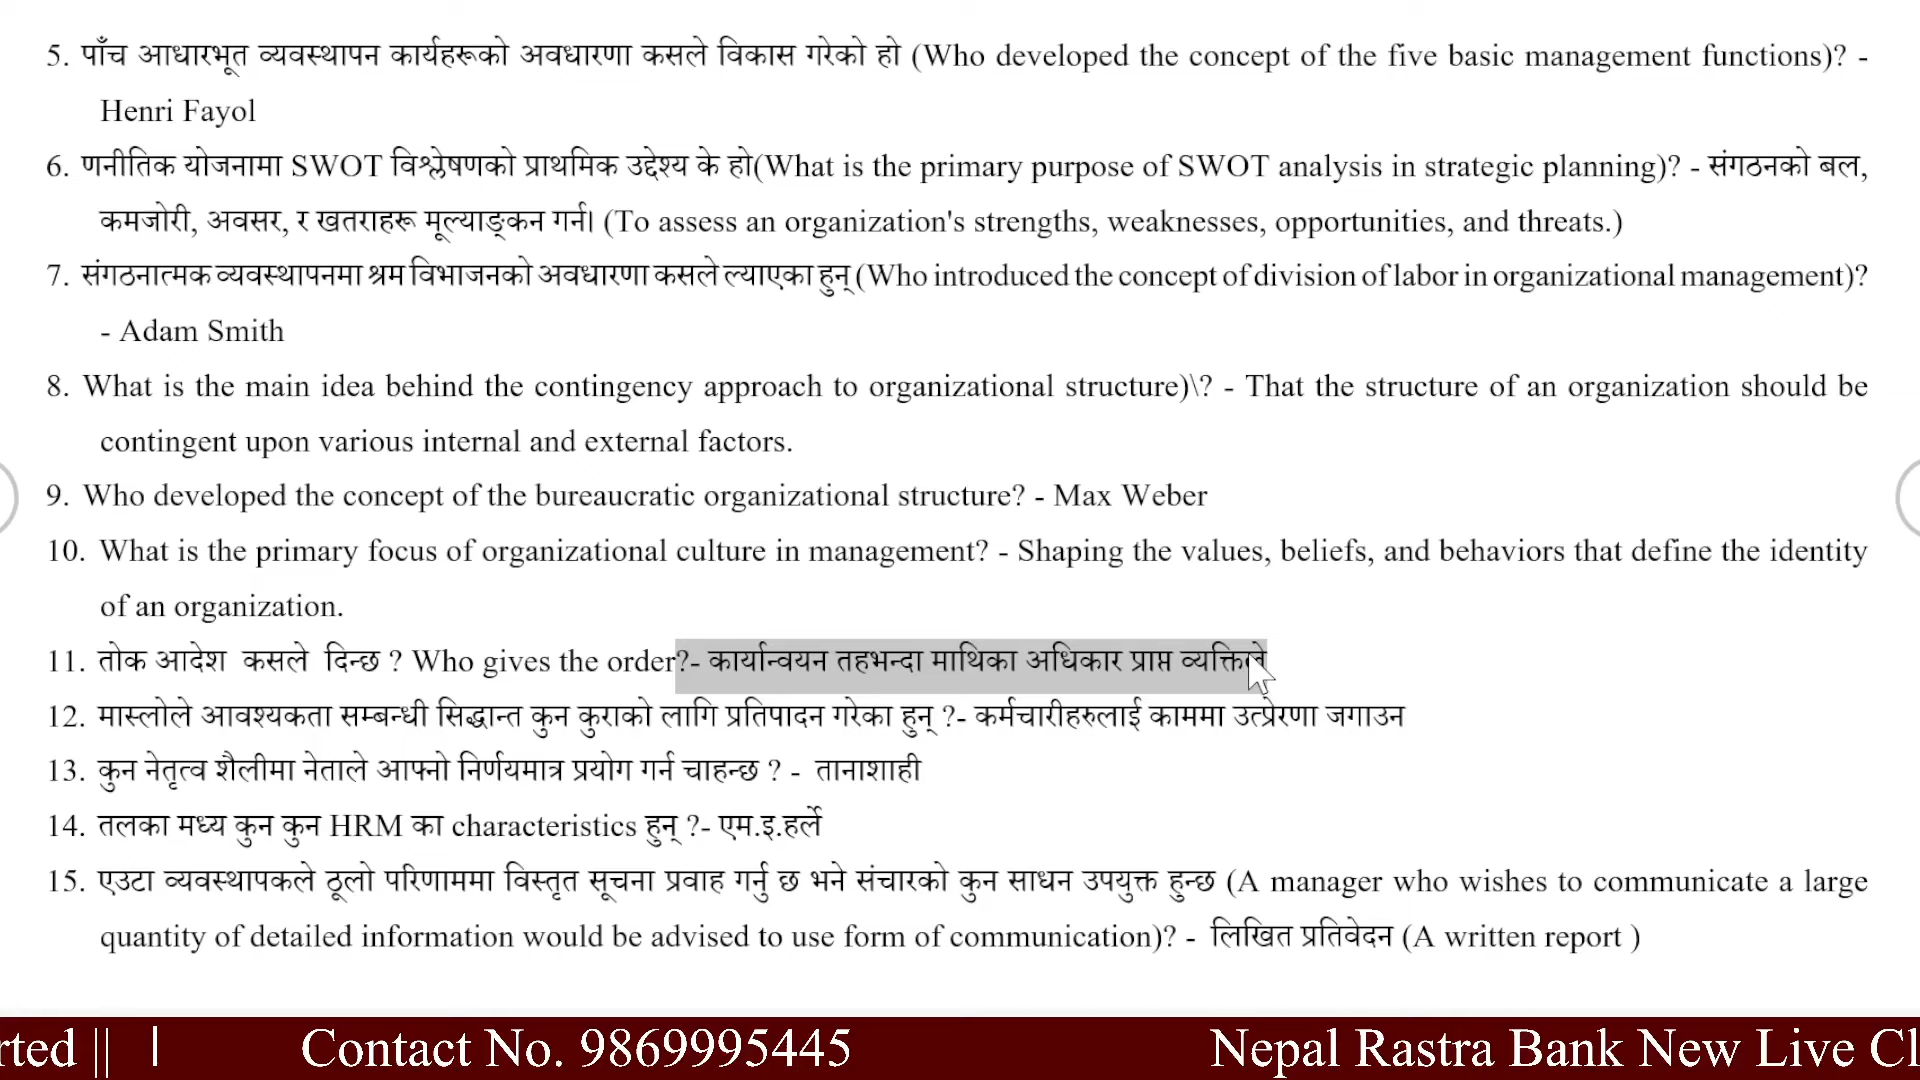 5. पाँच आधारभूत व्यवस्थापन कार्यहरूको अवधारणा कसले विकास गरेको हो (Who developed the concept of the five basic management functions)? -
Henri Fayol
6. णनीतिक योजनामा SWOT विश्लेषणको प्राथमिक उद्देश्य के हो(What is the primary purpose of SWOT analysis in strategic planning)? - संगठनको बल,
कमजोरी, अवसर, र खतराहरू मूल्याङ्कन गर्न। (To assess an organization's strengths, weaknesses, opportunities, and threats.)
7. संगठनात्मक व्यवस्थापनमा श्रम विभाजनको अवधारणा कसले ल्याएका हुन् (Who introduced the concept of division of labor in organizational management)?
- Adam Smith
8. What is the main idea behind the contingency approach to organizational structure)\? - That the structure of an organization should be
contingent upon various internal and external factors.
9. Who developed the concept of the bureaucratic organizational structure? - Max Weber
10. What is the primary focus of organizational culture in management? - Shaping the values, beliefs, and behaviors that define the identity
of an organization.
11. तोक आदेश कसले दिन्छ ? Who gives the order?- कार्यान्वयन तहभन्दा माथिका अधिकार प्राप्त व्यक्तिले
12. मास्लोले आवश्यकता सम्बन्धी सिद्धान्त कुन कुराको लागि प्रतिपादन गरेका हुन् ?- कर्मचारीहरुलाई काममा उत्प्रेरणा जगाउन
13. कुन नेतृत्व शैलीमा नेताले आफ्नो निर्णयमात्र प्रयोग गर्न चाहन्छ ? - तानाशाही
14. तलका मध्य कुन कुन HRM का characteristics हुन् ?- एम.इ.हर्ले
15. एउटा व्यवस्थापकले ठूलो परिणाममा विस्तृत सूचना प्रवाह गर्नु छ भने संचारको कुन साधन उपयुक्त हुन्छ (A manager who wishes to communicate a large
quantity of detailed information would be advised to use form of communication)? - लिखित प्रतिवेदन (A written report )
rted || | Contact No. 9869995445 Nepal Rastra Bank New Live Cl